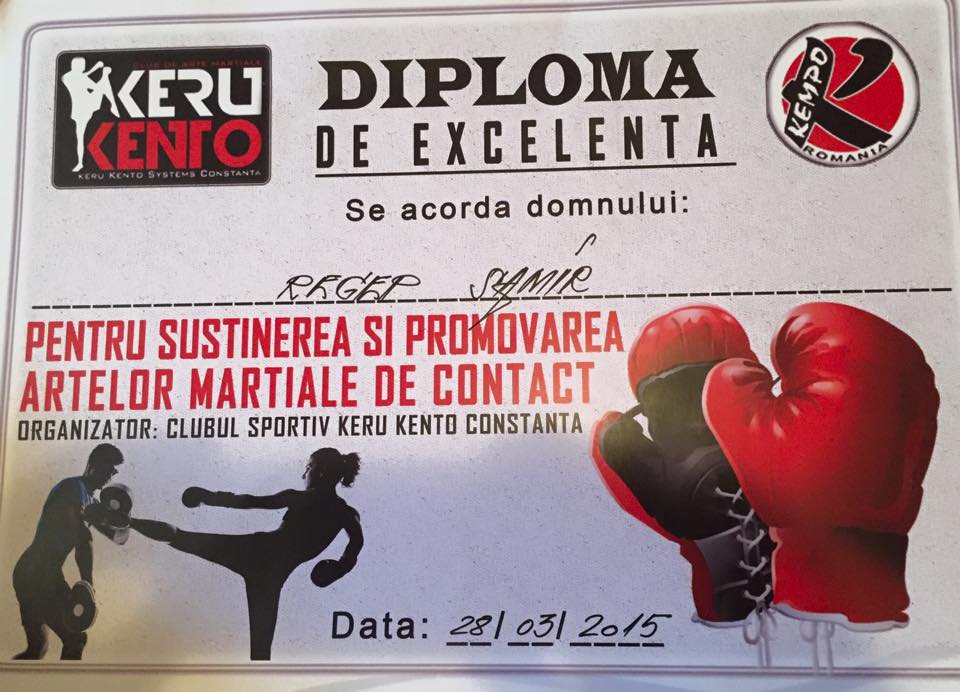 CLUB DE ARTE MARTIALE
KERU
KENTO
KERU KENTO SYSTEMS CONSTANTA
DIPLOMA
DE EXCELENTA
KEMPO
ROMANIA
Se acorda domnului:
REGEP SIAMIR
PENTRU SUSTINEREA SI PROMOVAREA
ARTELOR MARTIALE DE CONTACT
ORGANIZATOR: CLUBUL SPORTIV KERU KENTO CONSTANTA
Data: 28/03/2015